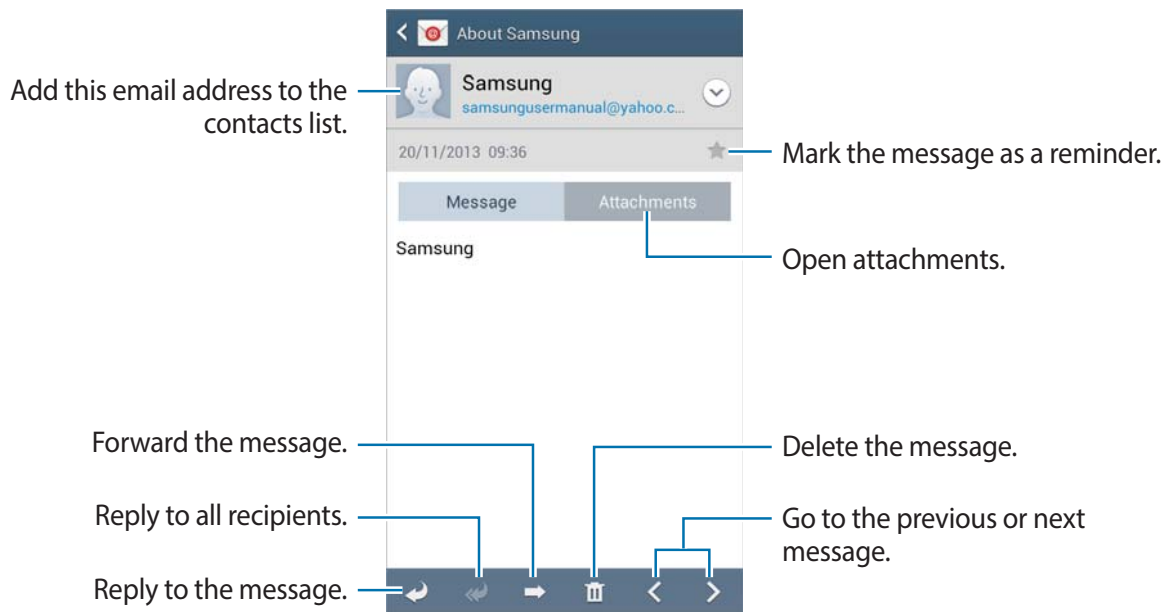 About Samsung
Add this email address to the
contacts list.
Samsung
samsungusermanual@yahoo.c...
20/11/2013 09:36
Mark the message as a reminder.
Message
Attachments
Samsung
Open attachments.
Forward the message.
Delete the message.
Reply to all recipients.
Go to the previous or next
message.
Reply to the message.